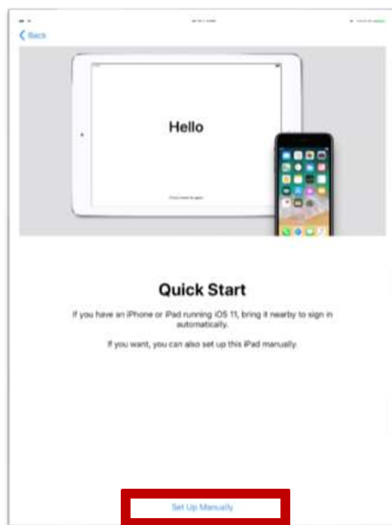 Back
Hello
Quick Start
If you have an iPhone or iPad running iOS 11, bring it nearby to sign in
automatically.
If you want, you can also set up this iPad manually.
Set Up Manually